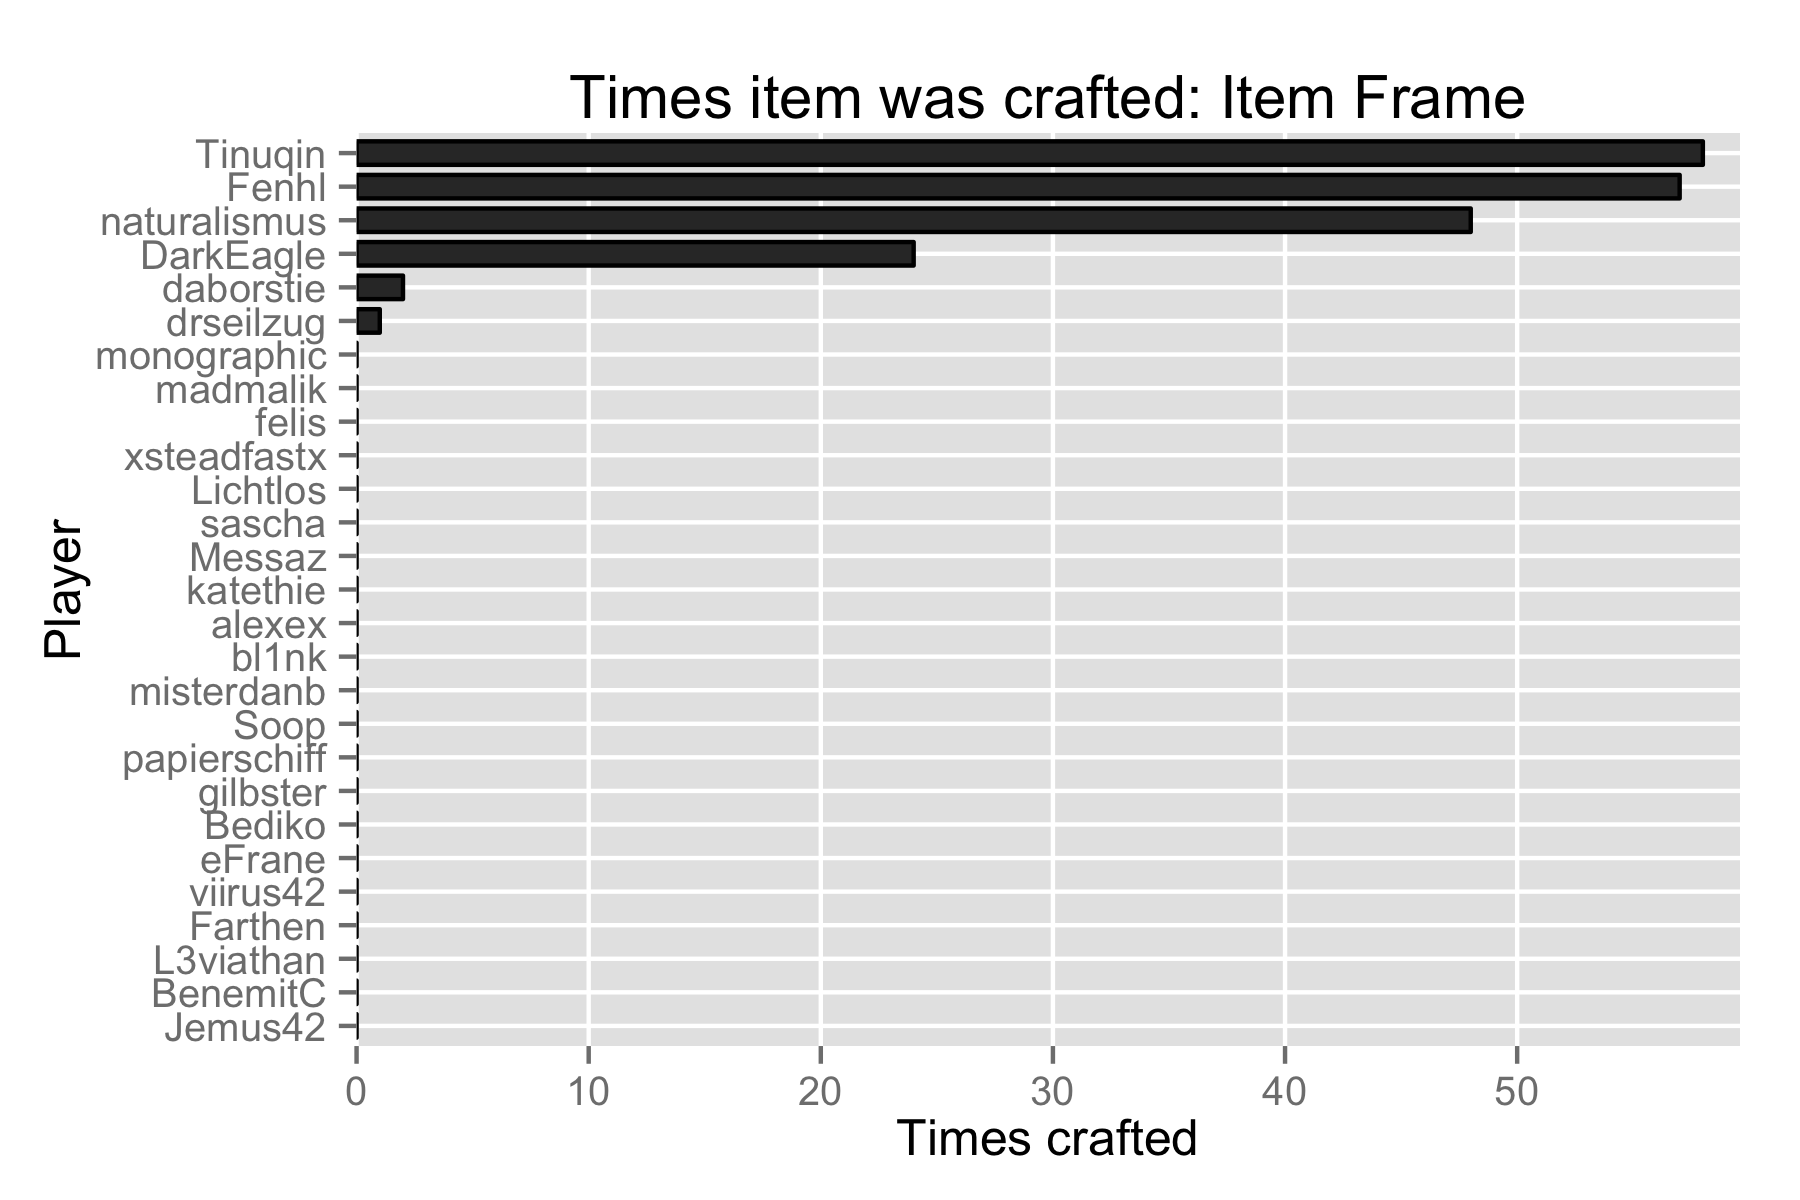 Times item was crafted: Item Frame
Tinuqin
Fenhl
naturalismus
DarkEagle
daborstie
drseilzug
monographic
madmalik
felis
xsteadfastx
Lichtlos
sascha
Messaz
katethie
alexex
bl1nk
misterdanb
Soop
papierschiff
gilbster
Bediko
eFrane
viirus42
Farthen
L3viathan
BenemitC
Jemus42
Player
0 10 20 30 40 50
Times crafted